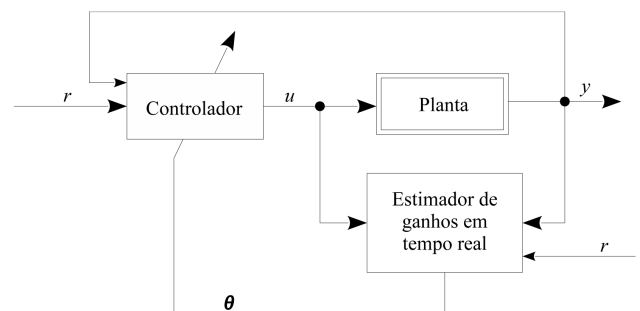 r
Controlador
u
Planta
y
Estimador de
ganhos em
tempo real
r
θ